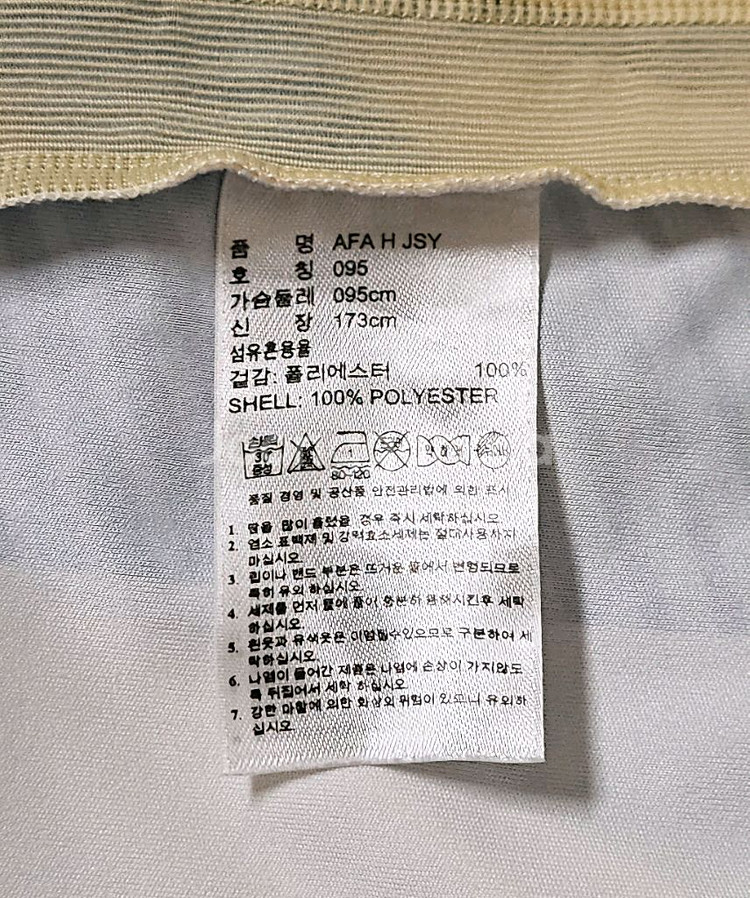 품 명 AFA H JSY
호 칭 095
가슴둘레 095cm
신 장 173cm
섬유혼용율
겉감: 폴리에스터 100%
SHELL: 100% POLYESTER
30
중성
80-120
품질 경영 및 공산품 안전관리법에 의한 표시
1. 땀을 많이 흘렸을 경우 즉시 세탁하십시오
2. 염소 표백제 및 강력효소세제는 절대사용하지
마십시오.
3. 립이나 밴드 부분은 뜨거운 물에서 변형되므로
특히 유의 하십시오.
4. 세제를 먼저 물에 풀어 충분히 용해시킨후 세탁
하십시오.
5. 흰옷과 유색옷은 이염될수있으므로 구분하여 세
탁하십시오.
6. 나염이 들어간 제품은 나염에 손상이 가지않도
록 뒤집어서 세탁 하십시오
7. 강한 마찰에 의한 화상의 위험이 있으니 유의하
십시오.